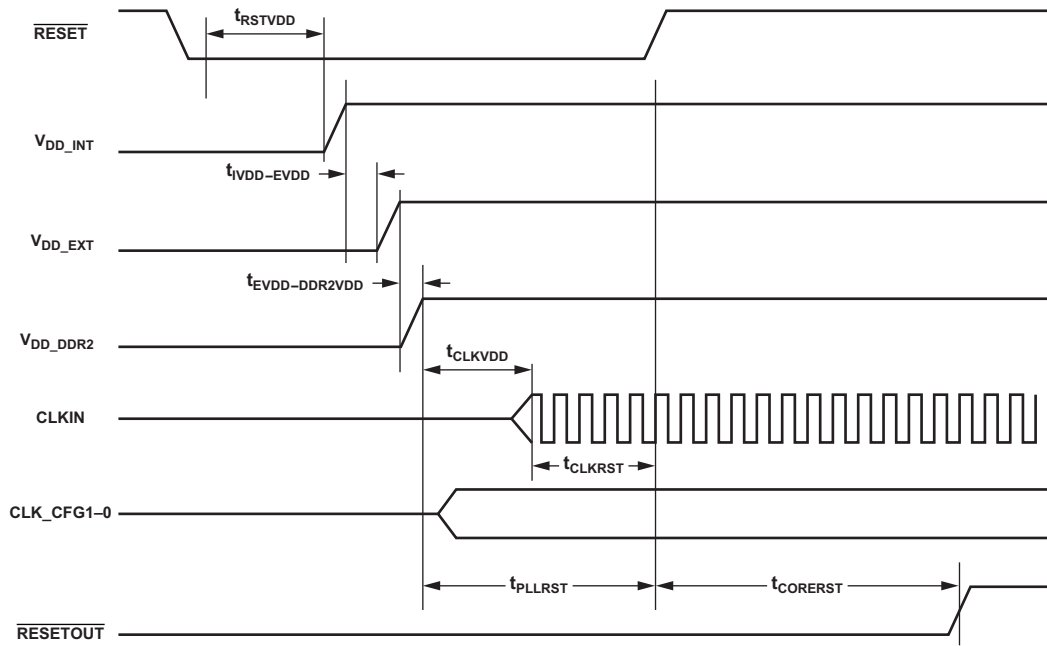 tRSTVDD
RESET
VDD_INT
tIVDD–EVDD
VDD_EXT
tEVDD–DDR2VDD
VDD_DDR2
tCLKVDD
CLKIN
tCLKRST
CLK_CFG1–0
tPLLRST
tCORERST
RESETOUT